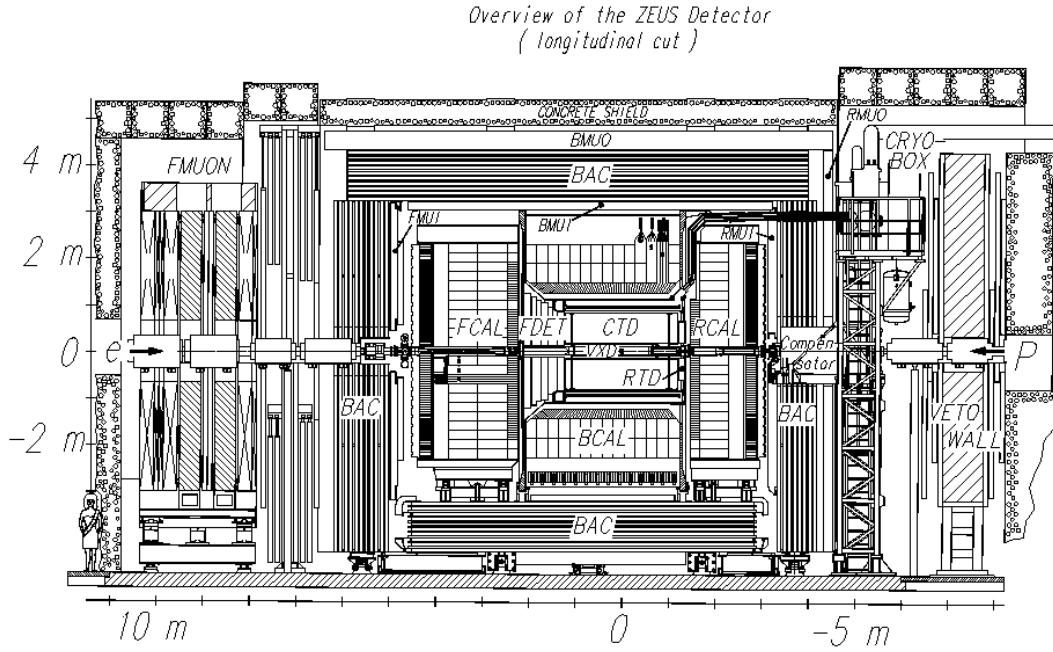 Overview of the ZEUS Detector
( longitudinal cut )
CONCRETE SHIELD
RMUO
BMUO
CRYO-
BOX
4 m
FMUON
BAC
FMUI
BMUI
RMUI
2 m
FCAL
FDET
CTD
RCAL
0
e
VXD
Compen-
sator
P
RTD
BAC
BAC
VETO
WALL
-2 m
BCAL
BAC
10 m
0
-5 m